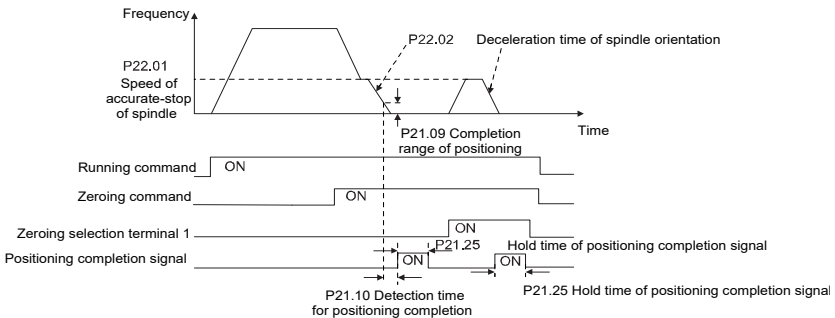 Frequency
P22.02
Deceleration time of spindle orientation
P22.01
Speed of
accurate-stop
of spindle
Time
P21.09 Completion
range of positioning
Running command
ON
Zeroing command
ON
Zeroing selection terminal 1
ON
P21.25
Hold time of positioning completion signal
Positioning completion signal
ON
ON
P21.25 Hold time of positioning completion signal
P21.10 Detection time
for positioning completion